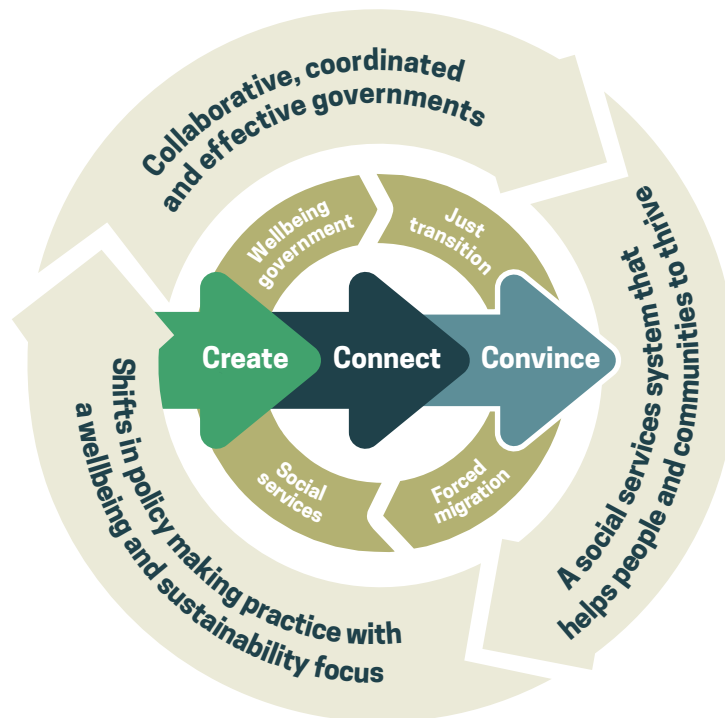 Collaborative, coordinated
and effective governments
A social services system that
helps people and communities to thrive
Shifts in policy making practice with
a wellbeing and sustainability focus
Wellbeing
government
Just
transition
Create
Connect
Convince
Social
services
Forced
migration